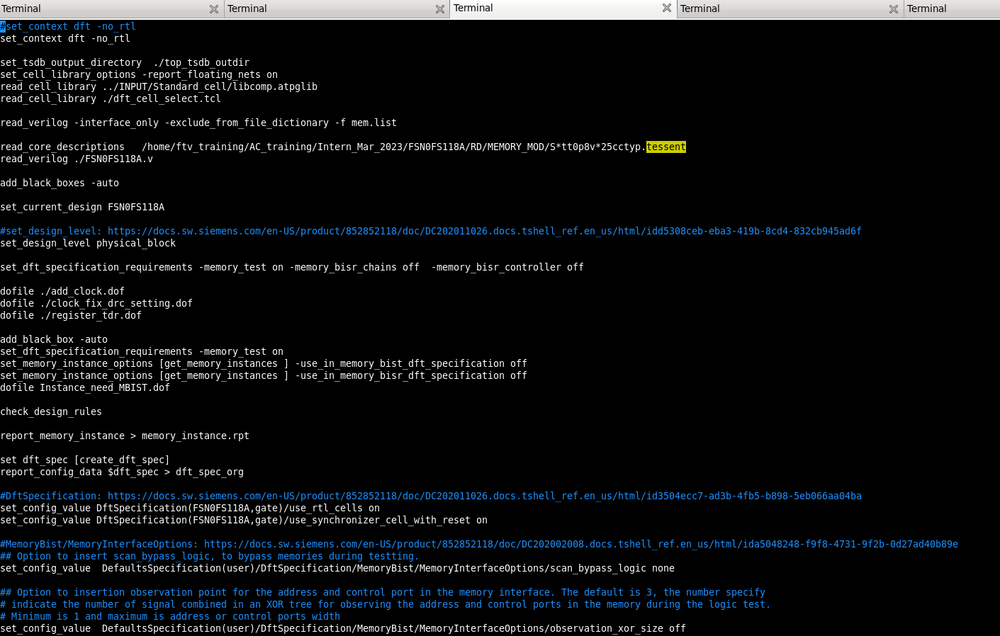 Terminal Terminal Terminal Terminal Terminal
#set_context dft -no_rtl
set_context dft -no_rtl
set_tsdb_output_directory  ./top_tsdb_outdir
set_cell_library_options -report_floating_nets on
read_cell_library ../INPUT/Standard_cell/libcomp.atpglib
read_cell_library ./dft_cell_select.tcl
read_verilog -interface_only -exclude_from_file_dictionary -f mem.list
read_core_descriptions   /home/ftv_training/AC_training/Intern_Mar_2023/FSN0FS118A/RD/MEMORY_MOD/S*tt0p8v*25cctyp.tessent
read_verilog ./FSN0FS118A.v
add_black_boxes -auto
set_current_design FSN0FS118A
#set_design_level: https://docs.sw.siemens.com/en-US/product/852852118/doc/DC202011026.docs.tshell_ref.en_us/html/idd5308ceb-eba3-419b-8cd4-832cb945ad6f
set_design_level physical_block
set_dft_specification_requirements -memory_test on -memory_bisr_chains off  -memory_bisr_controller off
dofile ./add_clock.dof
dofile ./clock_fix_drc_setting.dof
dofile ./register_tdr.dof
add_black_box -auto
set_dft_specification_requirements -memory_test on
set_memory_instance_options [get_memory_instances ] -use_in_memory_bist_dft_specification off
set_memory_instance_options [get_memory_instances ] -use_in_memory_bisr_dft_specification off
dofile Instance_need_MBIST.dof
check_design_rules
report_memory_instance > memory_instance.rpt
set dft_spec [create_dft_spec]
report_config_data $dft_spec > dft_spec_org
#DftSpecification: https://docs.sw.siemens.com/en-US/product/852852118/doc/DC202011026.docs.tshell_ref.en_us/html/id3504ecc7-ad3b-4fb5-b898-5eb066aa04ba
set_config_value DftSpecification(FSN0FS118A,gate)/use_rtl_cells on
set_config_value DftSpecification(FSN0FS118A,gate)/use_synchronizer_cell_with_reset on
#MemoryBist/MemoryInterfaceOptions: https://docs.sw.siemens.com/en-US/product/852852118/doc/DC202002008.docs.tshell_ref.en_us/html/ida5048248-f9f8-4731-9f2b-0d27ad40b89e
## Option to insert scan_bypass_logic, to bypass memories during testting.
set_config_value  DefaultsSpecification(user)/DftSpecification/MemoryBist/MemoryInterfaceOptions/scan_bypass_logic none
## Option to insertion observation point for the address and control port in the memory interface. The default is 3, the number specify
# indicate the number of signal combined in an XOR tree for observing the address and control ports in the memory during the logic test.
# Minimum is 1 and maximum is address or control ports width
set_config_value  DefaultsSpecification(user)/DftSpecification/MemoryBist/MemoryInterfaceOptions/observation_xor_size off